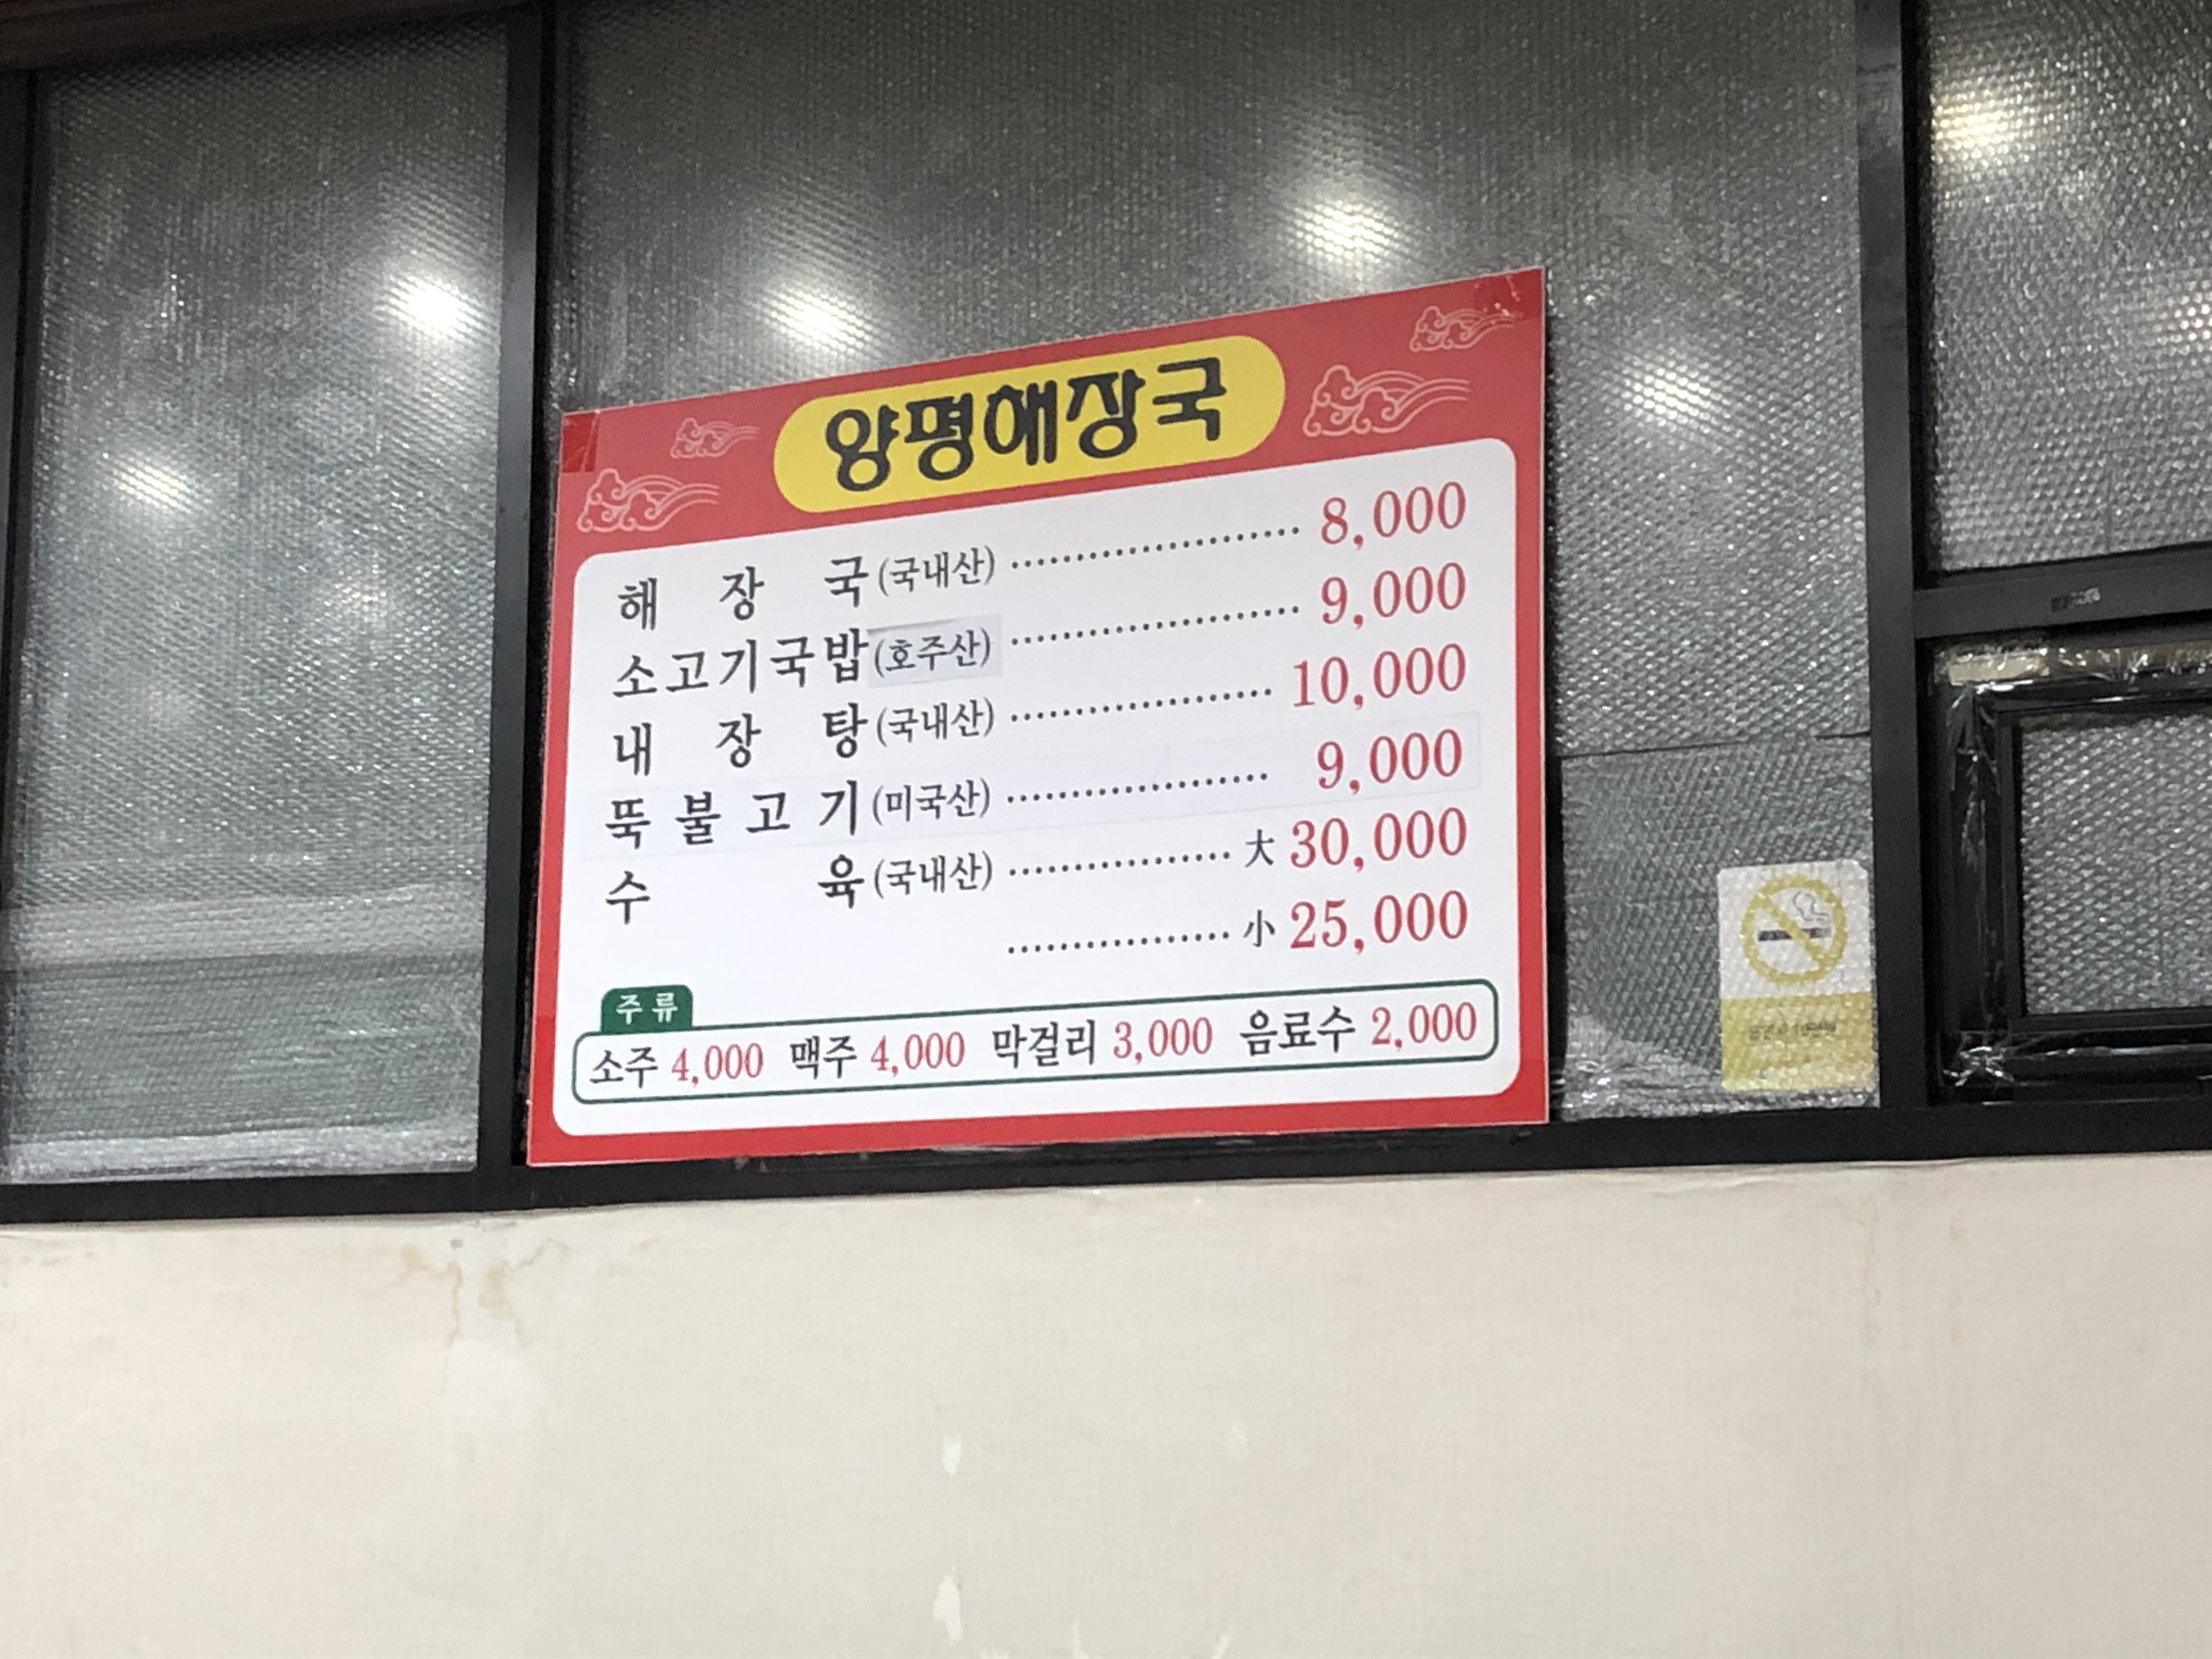 양평해장국
해장국(국내산) 8,000
소고기국밥(호주산) 9,000
내장탕(국내산) 10,000
뚝불고기(미국산) 9,000
수육(국내산) 大 30,000
小 25,000
주류
소주 4,000 맥주 4,000 막걸리 3,000 음료수 2,000